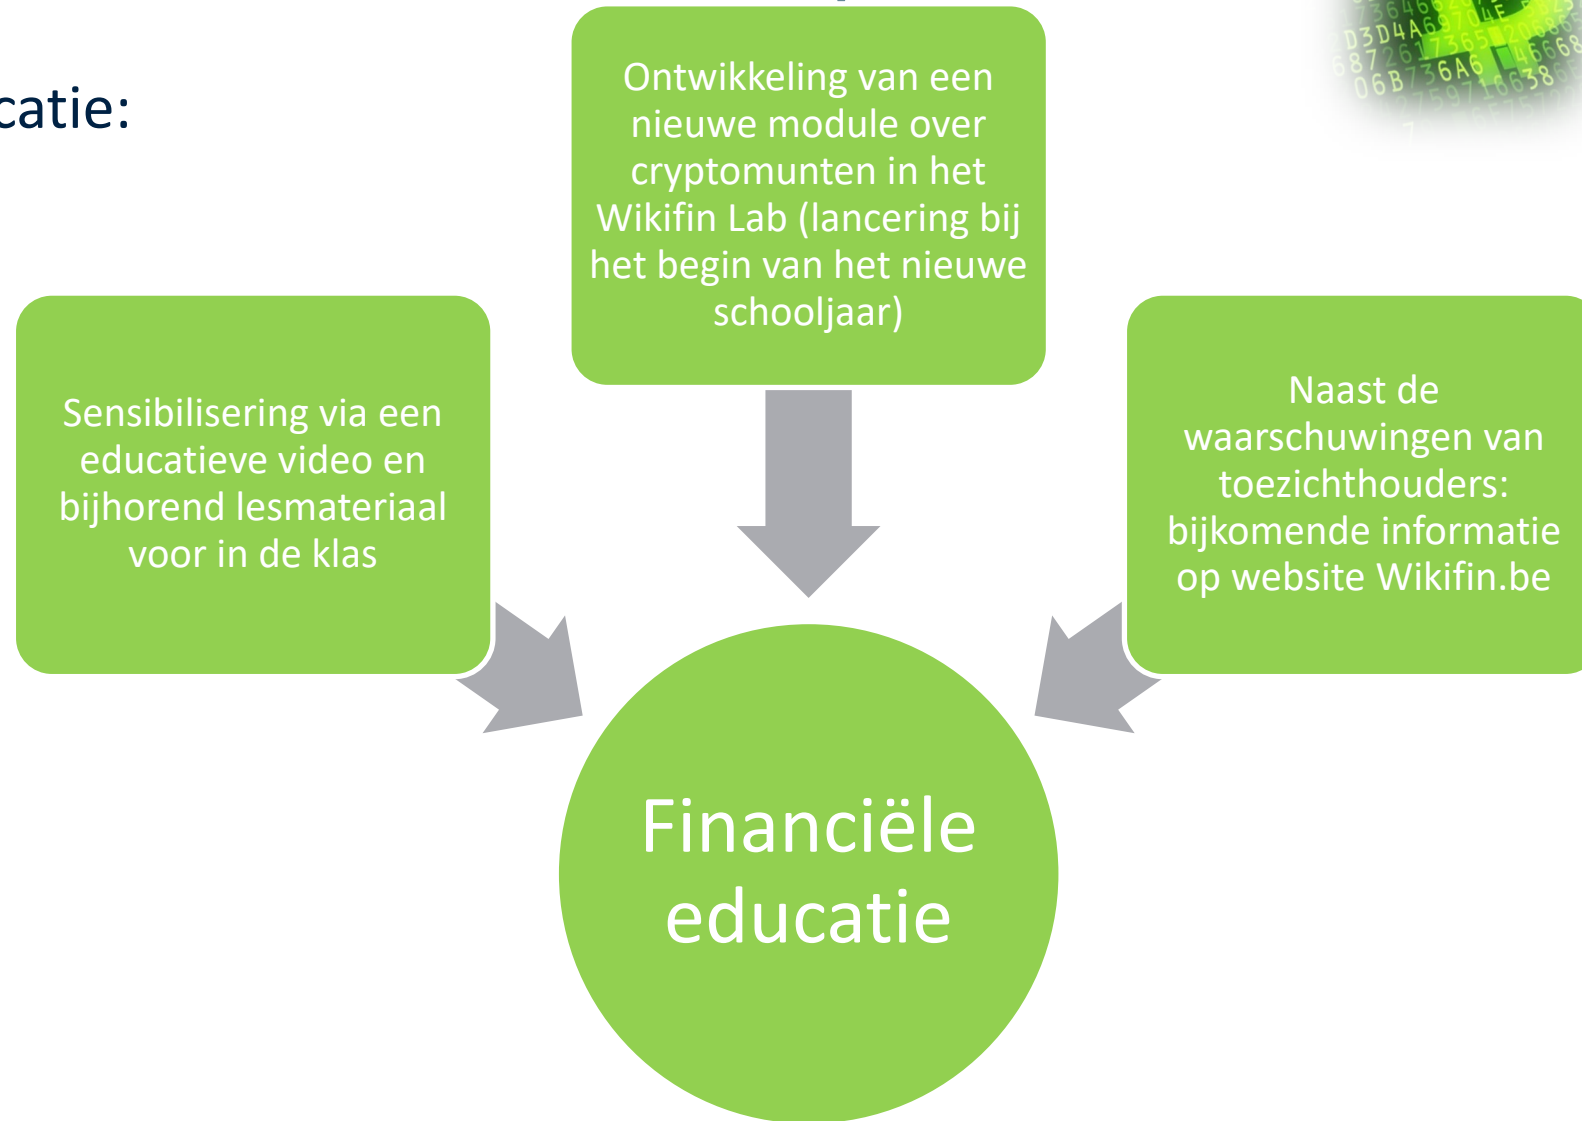 catie:
Ontwikkeling van een
nieuwe module over
cryptomunten in het
Wikifin Lab (lancering bij
het begin van het nieuwe
schooljaar)
Sensibilisering via een
educatieve video en
bijhorend lesmateriaal
voor in de klas
Naast de
waarschuwingen van
toezichthouders:
bijkomende informatie
op website Wikifin.be
Financiële
educatie